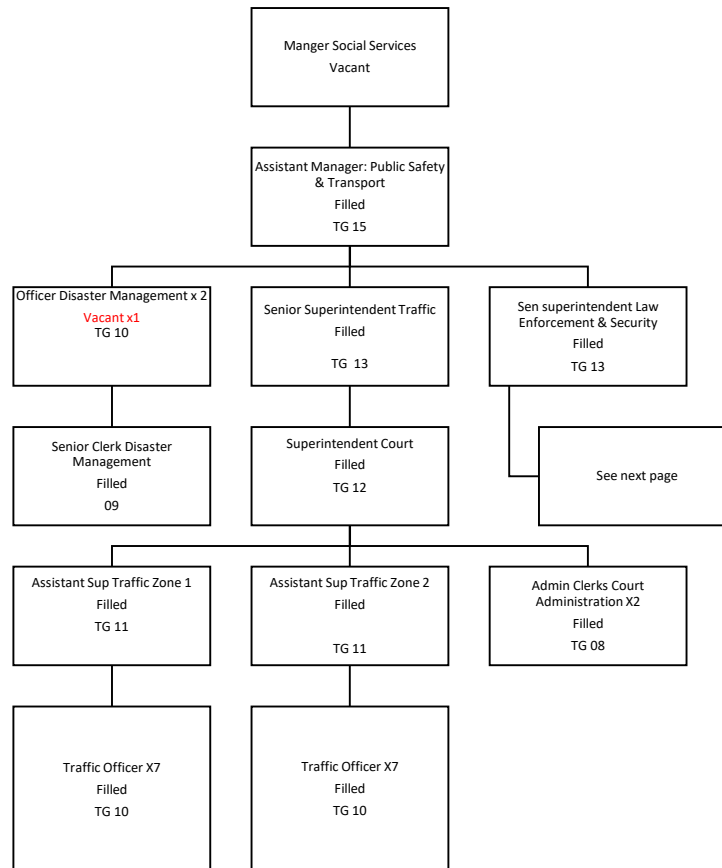 Manger Social Services
Vacant
Assistant Manager: Public Safety
& Transport
Filled
TG 15
Officer Disaster Management x 2
Vacant x1
TG 10
Senior Superintendent Traffic
Filled
TG  13
Sen superintendent Law
Enforcement & Security
Filled
TG 13
Senior Clerk Disaster
Management
Filled
09
Superintendent Court
Filled
TG 12
See next page
Assistant Sup Traffic Zone 1
Filled
TG 11
Assistant Sup Traffic Zone 2
Filled
TG 11
Admin Clerks Court
Administration X2
Filled
TG 08
Traffic Officer X7
Filled
TG 10
Traffic Officer X7
Filled
TG 10